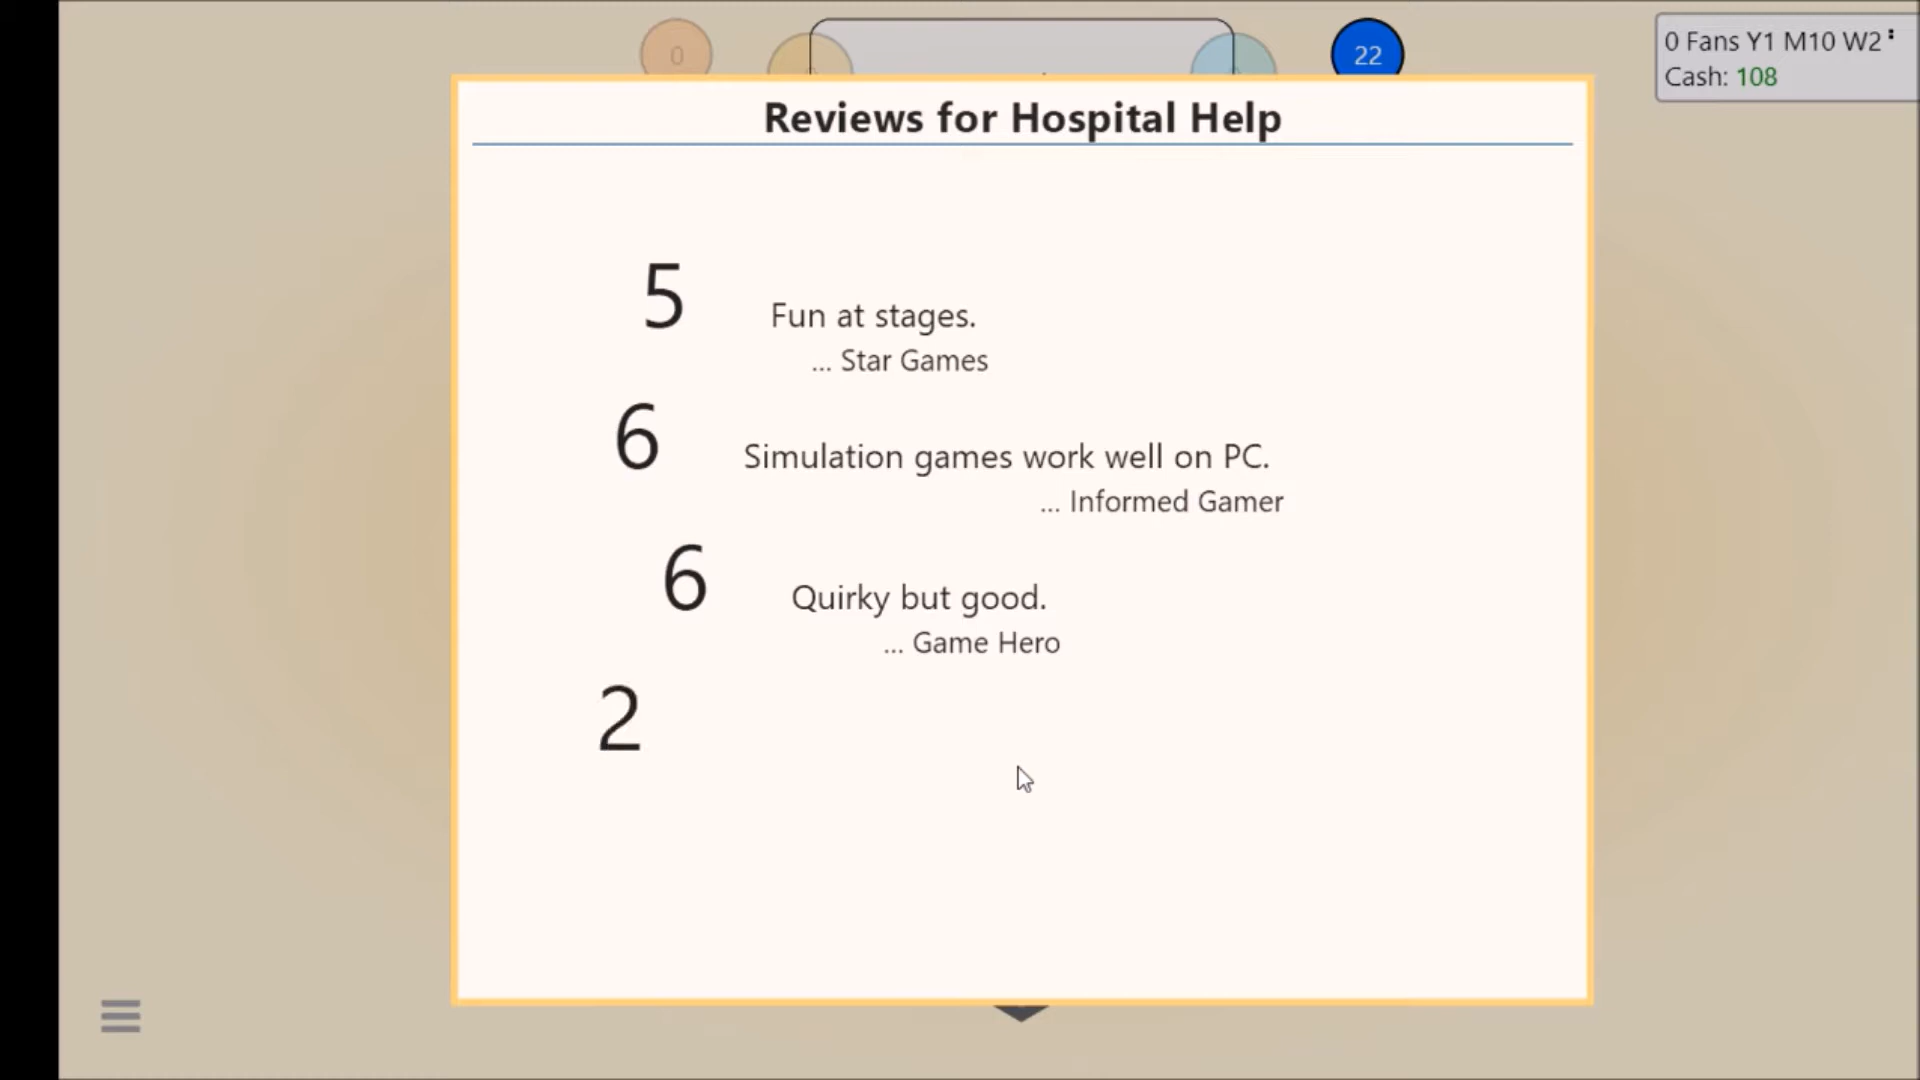 0
22
0 Fans Y1 M10 W2
Cash: 108
Reviews for Hospital Help
5
Fun at stages.
... Star Games
6
Simulation games work well on PC.
... Informed Gamer
6
Quirky but good.
... Game Hero
2